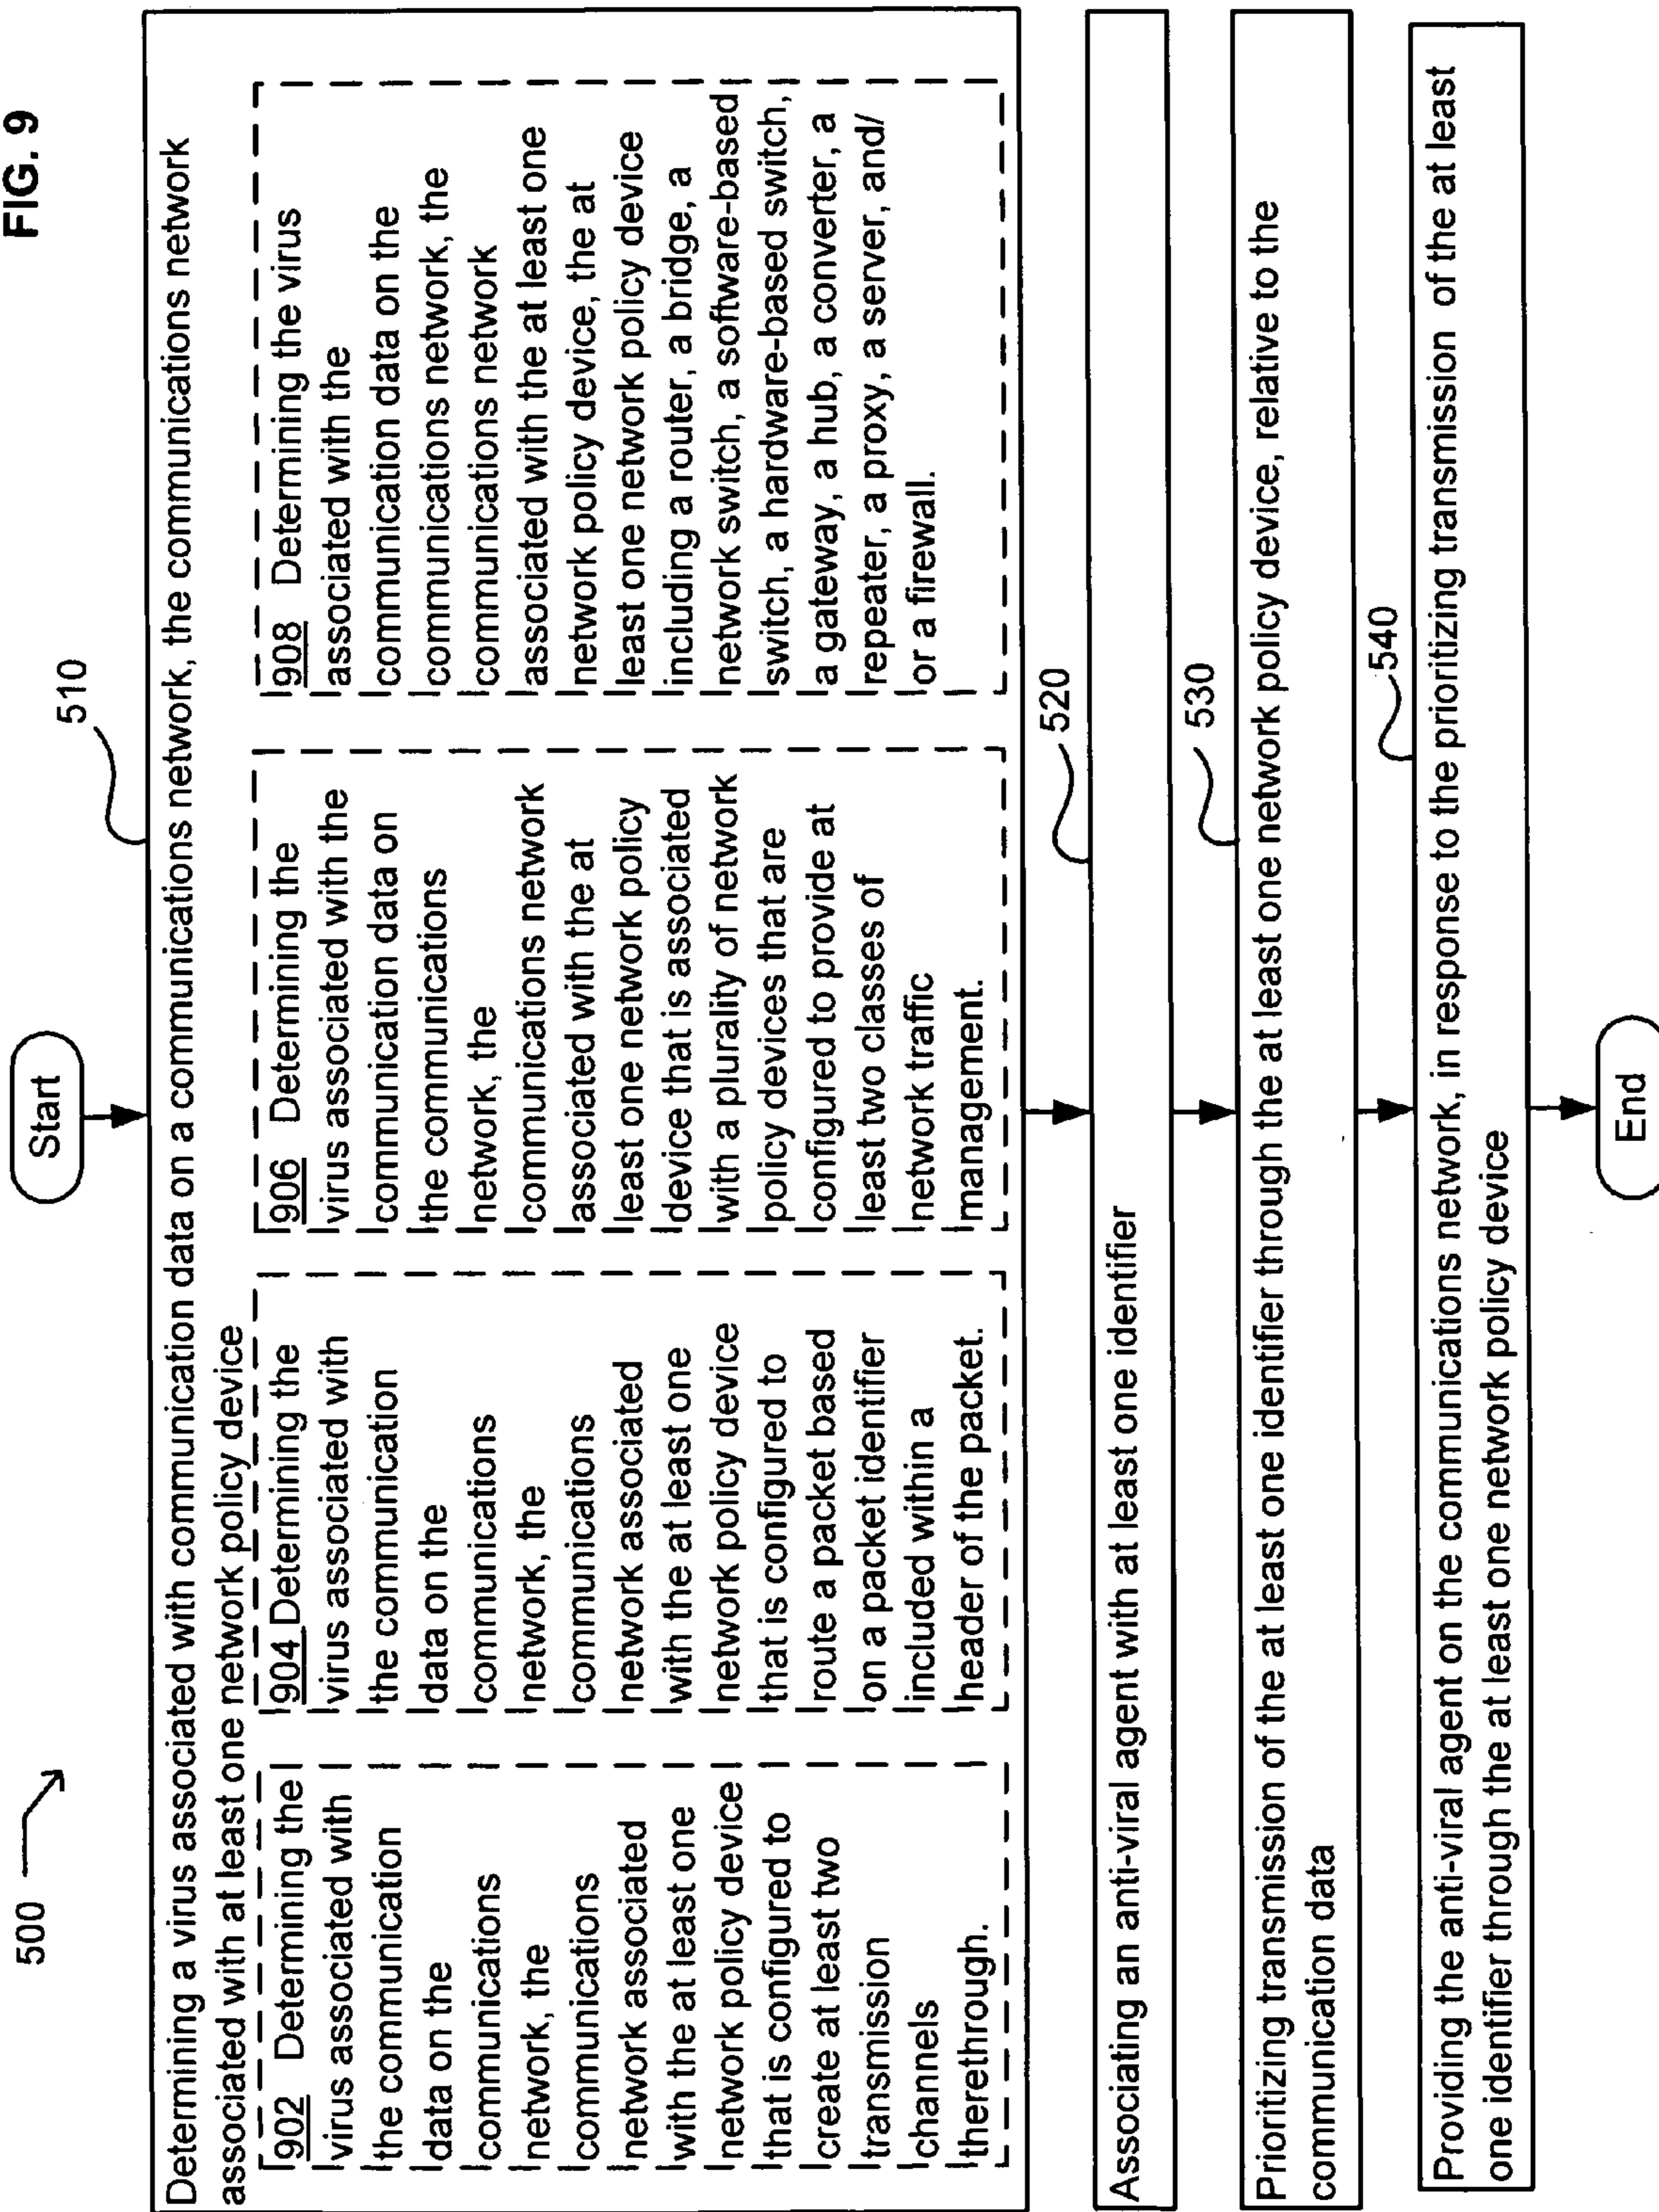 FIG. 9
500
Start
510
Determining a virus associated with communication data on a communications network, the communications network
associated with at least one network policy device
902 Determining the
virus associated with
the communication
data on the
communications
network, the
communications
network associated
with the at least one
network policy device
that is configured to
create at least two
transmission
channels
therethrough.
904 Determining the
virus associated with
the communication
data on the
communications
network, the
communications
network associated
with the at least one
network policy device
that is configured to
route a packet based
on a packet identifier
included within a
header of the packet.
906 Determining the
virus associated with the
communication data on
the communications
network, the
communications network
associated with the at
least one network policy
device that is associated
with a plurality of network
policy devices that are
configured to provide at
least two classes of
network traffic
management.
908 Determining the virus
associated with the
communication data on the
communications network, the
communications network
associated with the at least one
network policy device, the at
least one network policy device
including a router, a bridge, a
network switch, a software-based
switch, a hardware-based switch,
a gateway, a hub, a converter, a
repeater, a proxy, a server, and/
or a firewall.
520
Associating an anti-viral agent with at least one identifier
530
Prioritizing transmission of the at least one identifier through the at least one network policy device, relative to the
communication data
540
Providing the anti-viral agent on the communications network, in response to the prioritizing transmission of the at least
one identifier through the at least one network policy device
End